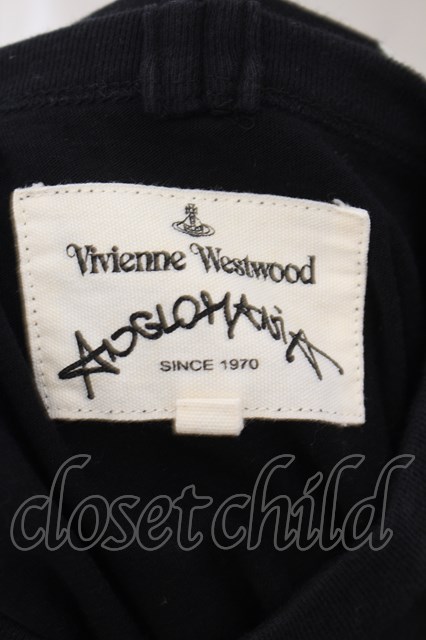 Vivienne Westwood
ANGLOMANIA
SINCE 1970
closetchild